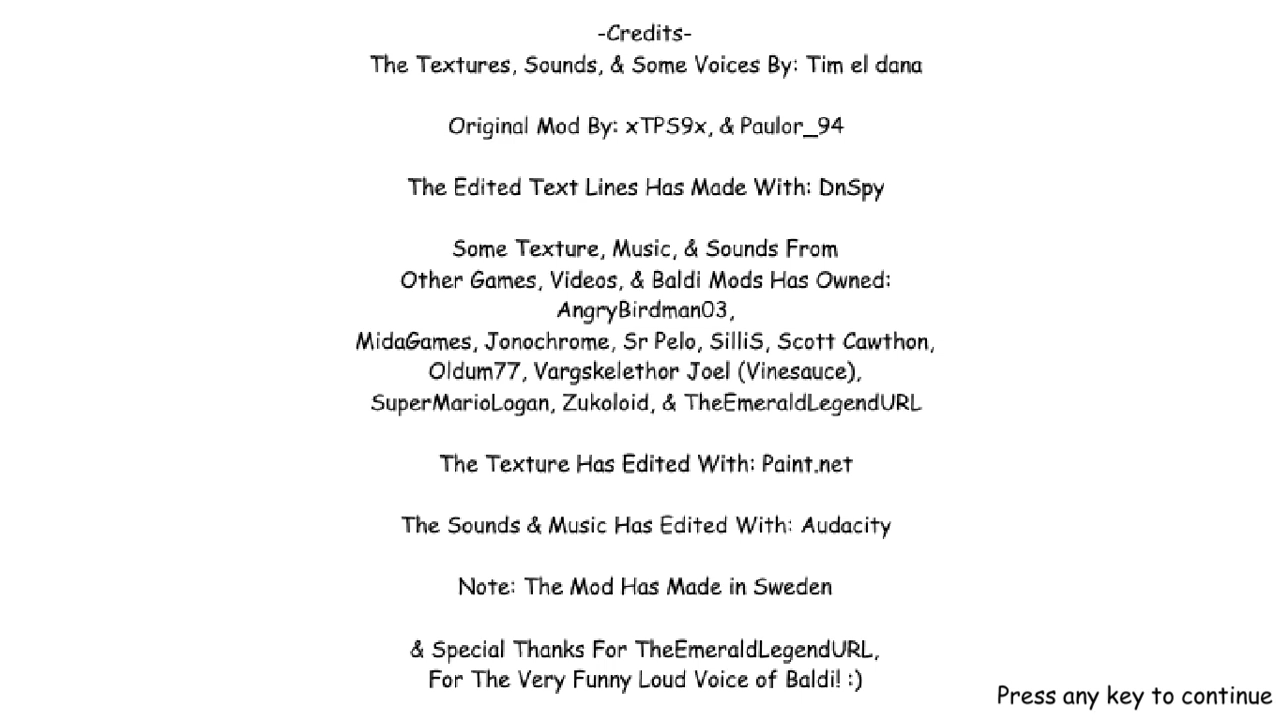 -Credits-
The Textures, Sounds, & Some Voices By: Tim el dana
Original Mod By: xTPS9x, & Paulor_94
The Edited Text Lines Has Made With: DnSpy
Some Texture, Music, & Sounds From
Other Games, Videos, & Baldi Mods Has Owned:
AngryBirdman03,
MidaGames, Jonochrome, Sr Pelo, SilliS, Scott Cawthon,
Oldum77, Vargskelethor Joel (Vinesauce),
SuperMarioLogan, Zukoloid, & TheEmeraldLegendURL
The Texture Has Edited With: Paint.net
The Sounds & Music Has Edited With: Audacity
Note: The Mod Has Made in Sweden
& Special Thanks For TheEmeraldLegendURL,
For The Very Funny Loud Voice of Baldi! :)
Press any key to continue